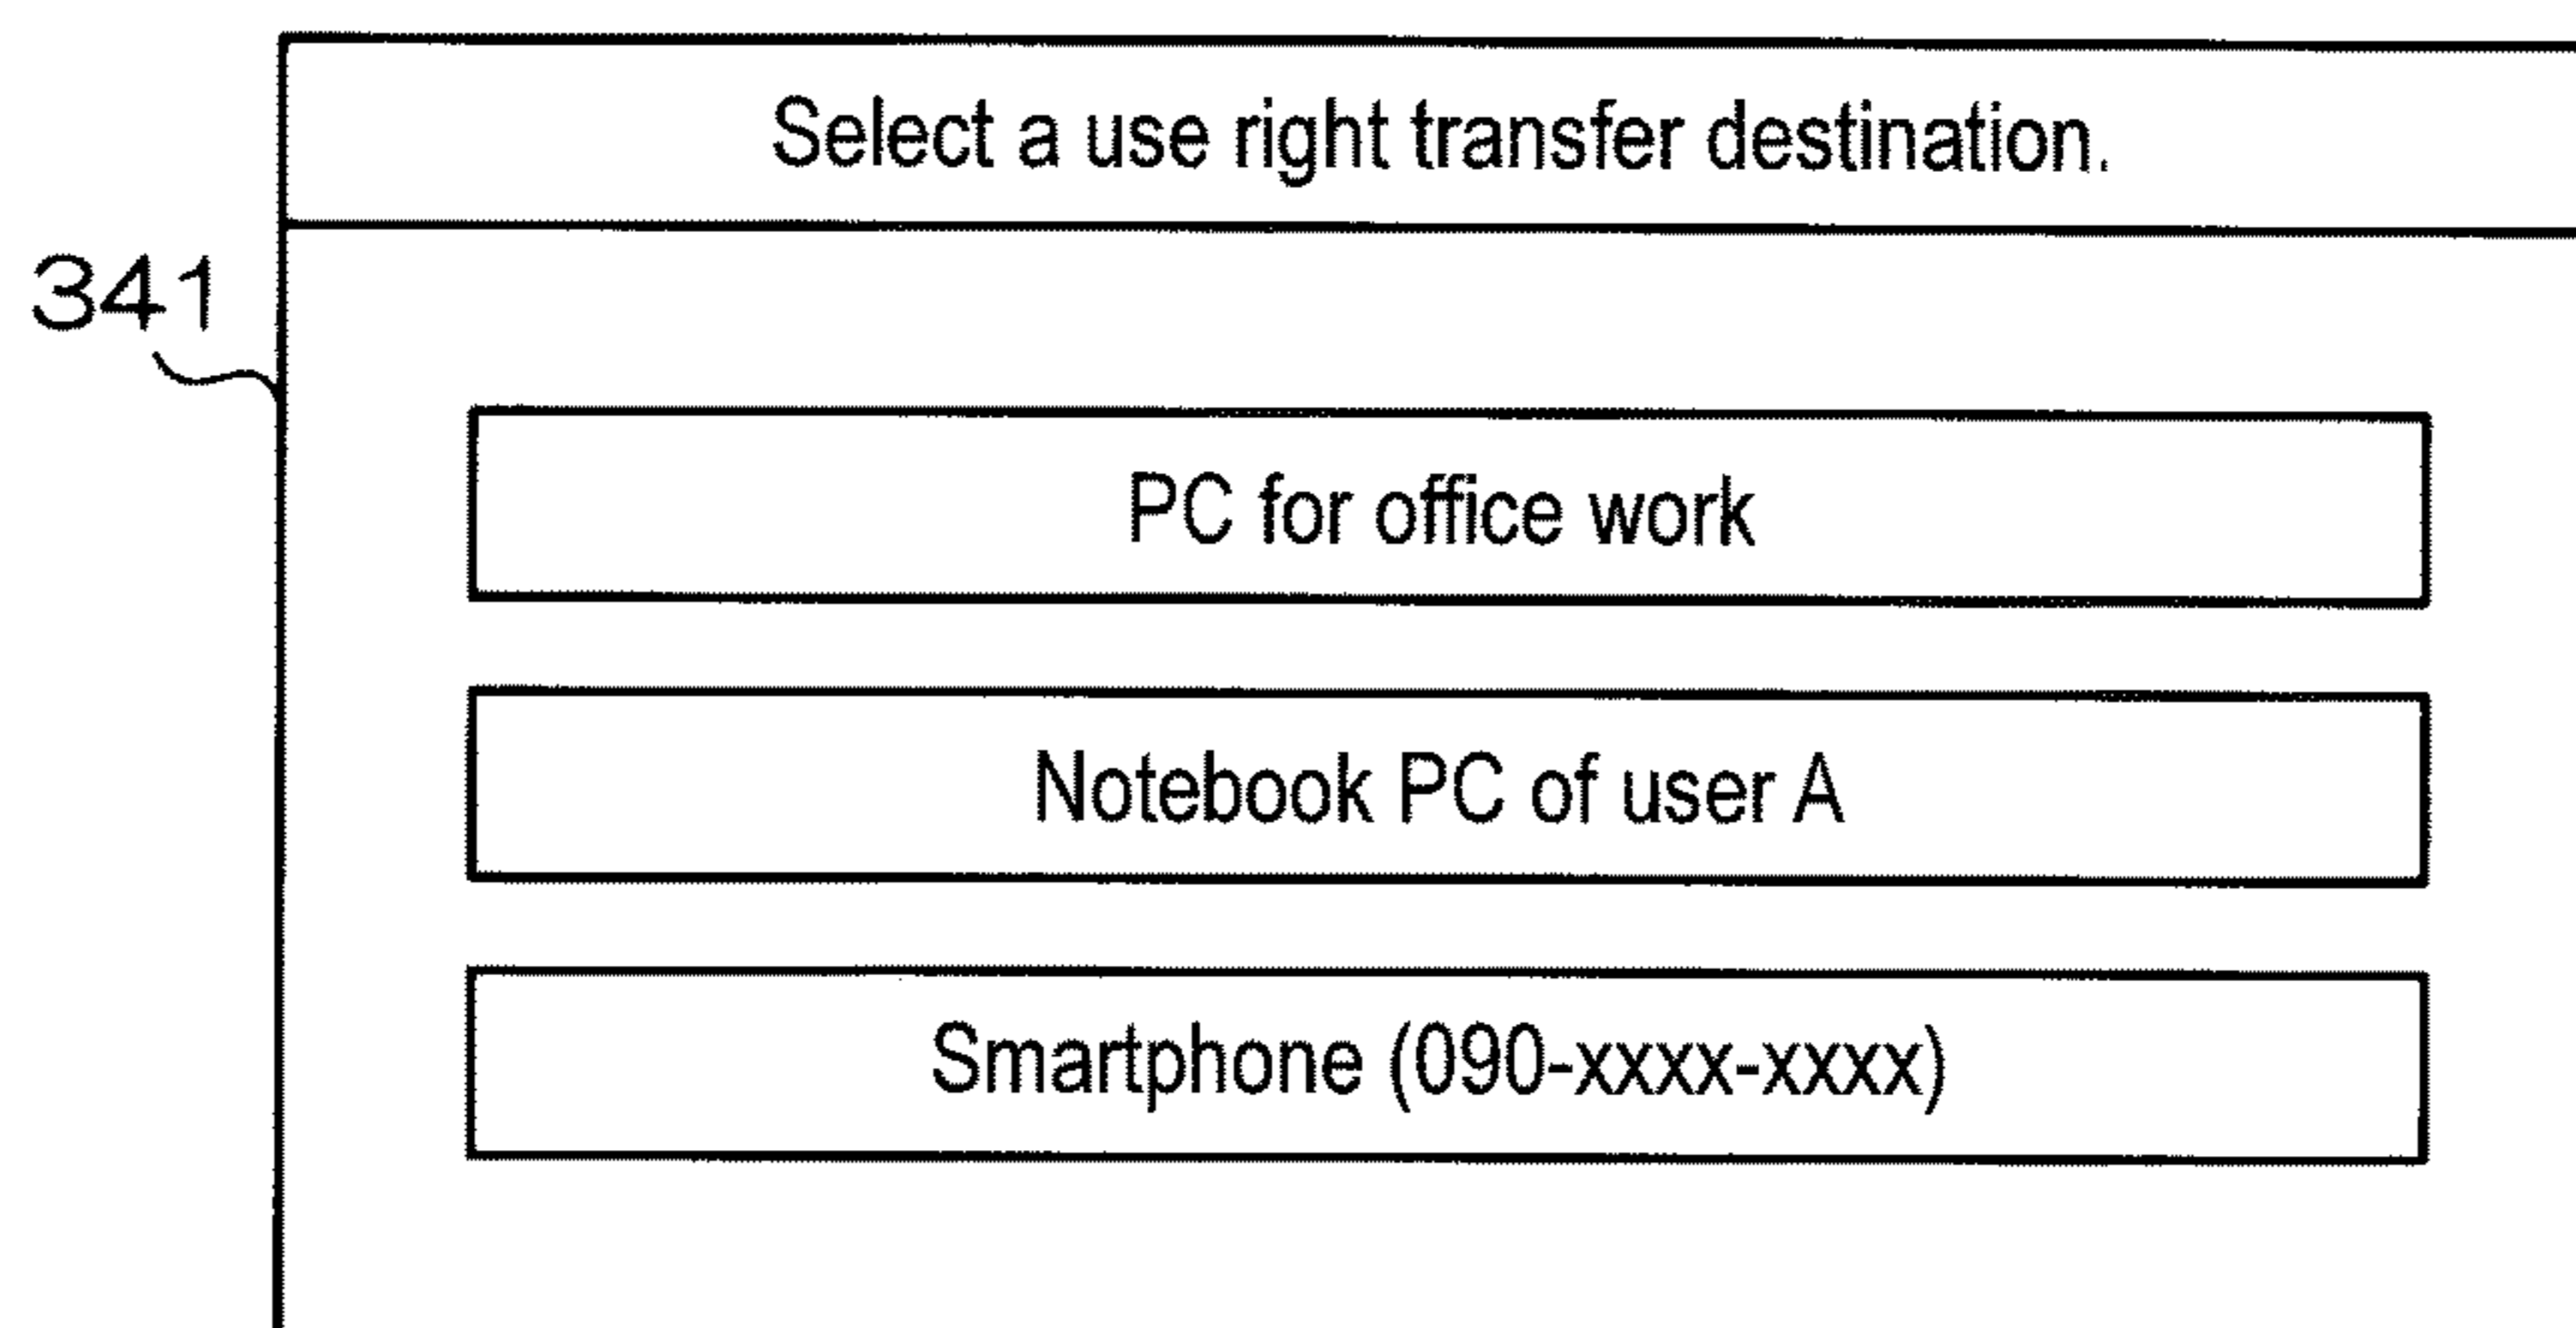 Select a use right transfer destination.
341
PC for office work
Notebook PC of user A
Smartphone (090-xxxx-xxxx)